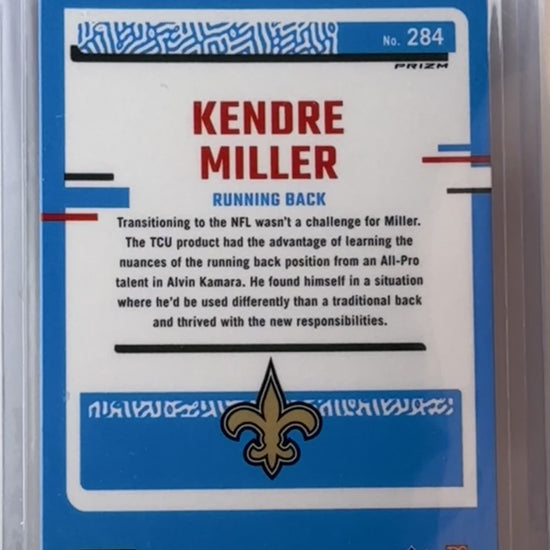 No. 284
PRIZM
KENDRE
MILLER
RUNNING BACK
Transitioning to the NFL wasn't a challenge for Miller.
The TCU product had the advantage of learning the
nuances of the running back position from an All-Pro
talent in Alvin Kamara. He found himself in a situation
where he'd be used differently than a traditional back
and thrived with the new responsibilities.